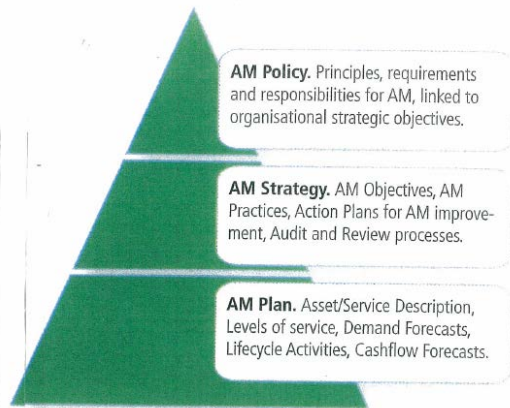 AM Policy. Principles, requirements
and responsibilities for AM, linked to
organisational strategic objectives.
AM Strategy. AM Objectives, AM
Practices, Action Plans for AM improve-
ment, Audit and Review processes.
AM Plan. Asset/Service Description,
Levels of service, Demand Forecasts,
Lifecycle Activities, Cashflow Forecasts.